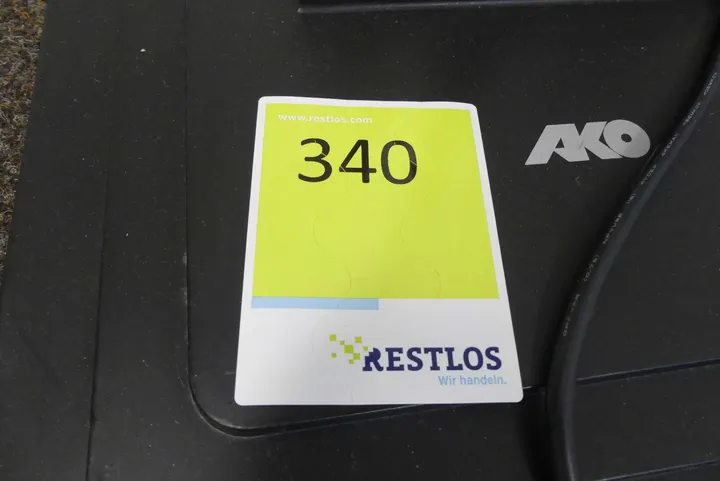 www.restlos.com
340
AKO
RESTLOS
Wir handeln.